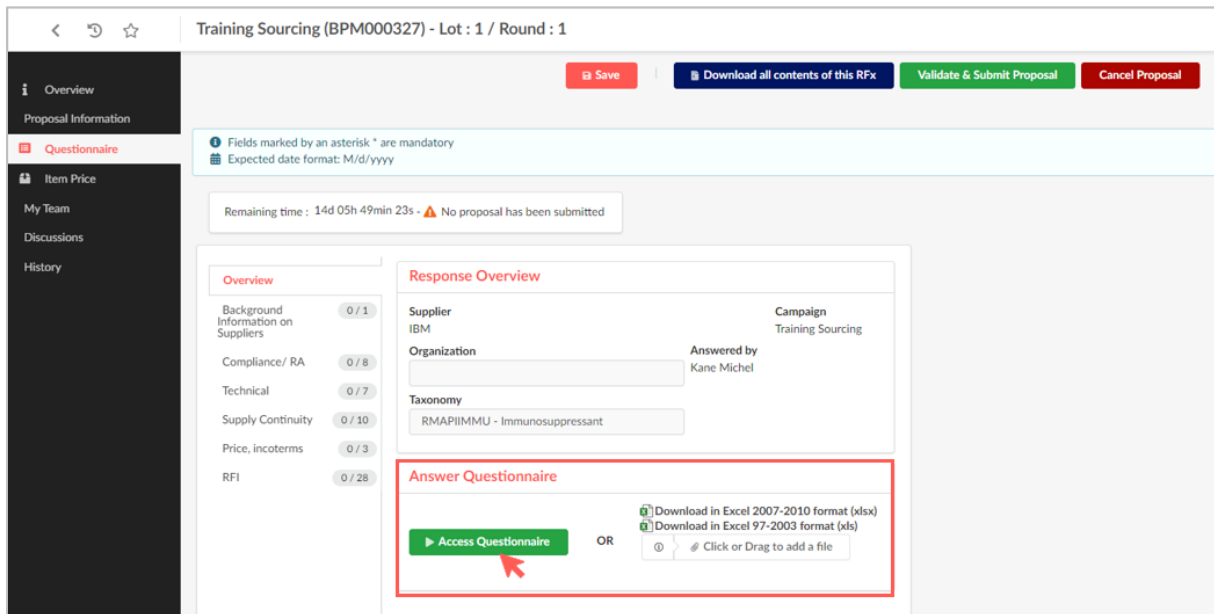 Training Sourcing (BPM000327) - Lot : 1 / Round : 1
Save
Download all contents of this RFx
Validate & Submit Proposal
Cancel Proposal
Overview
Proposal Information
Questionnaire
Item Price
My Team
Discussions
History
Fields marked by an asterisk * are mandatory
Expected date format: M/d/yyyy
Remaining time : 14d 05h 49min 23s - No proposal has been submitted
Overview
Background
Information on
Suppliers
0 / 1
Compliance/ RA 0 / 8
Technical 0 / 7
Supply Continuity 0 / 10
Price, incoterms 0 / 3
RFI 0 / 28
Response Overview
Supplier
IBM
Campaign
Training Sourcing
Organization
Answered by
Kane Michel
Taxonomy
RMAPIIMMU - Immunosuppressant
Answer Questionnaire
Access Questionnaire
OR
Download in Excel 2007-2010 format (xlsx)
Download in Excel 97-2003 format (xls)
Click or Drag to add a file